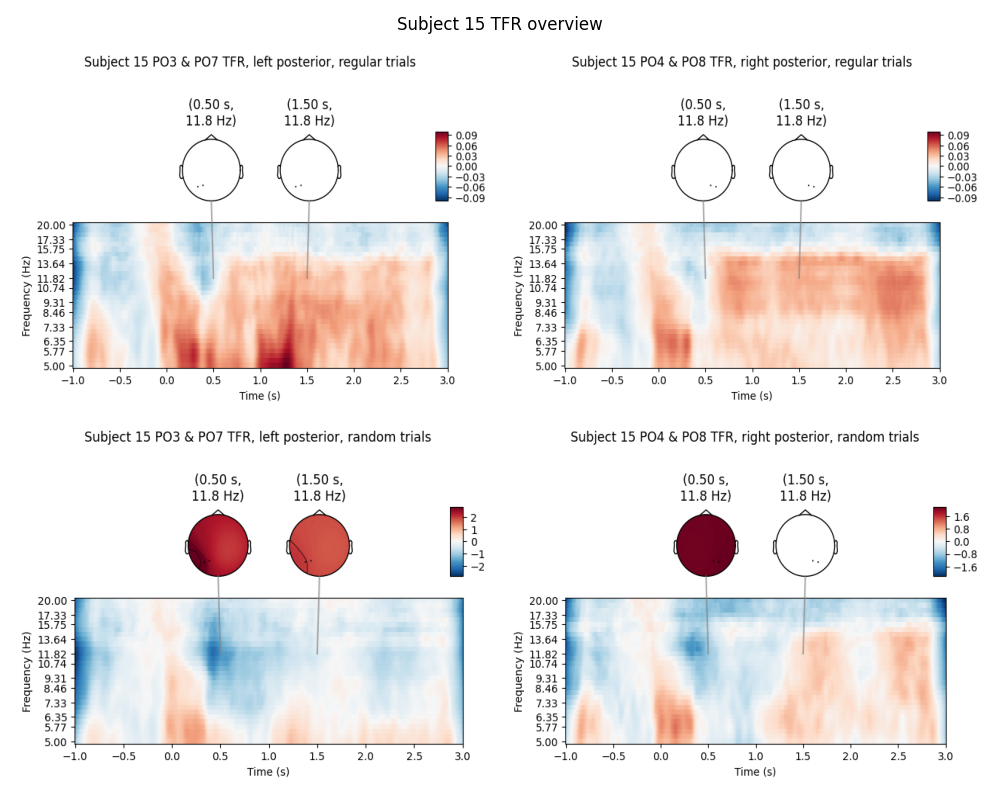 Subject 15 TFR overview
Subject 15 PO3 & PO7 TFR, left posterior, regular trials
(0.50 s,
11.8 Hz)
(1.50 s,
11.8 Hz)
0.09
0.06
0.03
0.00
−0.03
−0.06
−0.09
20.00
17.33
15.75
13.64
11.82
10.74
9.31
8.46
7.33
6.35
5.77
5.00
Frequency (Hz)
−1.0 −0.5 0.0 0.5 1.0 1.5 2.0 2.5 3.0
Time (s)
Subject 15 PO4 & PO8 TFR, right posterior, regular trials
(0.50 s,
11.8 Hz)
(1.50 s,
11.8 Hz)
0.09
0.06
0.03
0.00
−0.03
−0.06
−0.09
20.00
17.33
15.75
13.64
11.82
10.74
9.31
8.46
7.33
6.35
5.77
5.00
Frequency (Hz)
−1.0 −0.5 0.0 0.5 1.0 1.5 2.0 2.5 3.0
Time (s)
Subject 15 PO3 & PO7 TFR, left posterior, random trials
(0.50 s,
11.8 Hz)
(1.50 s,
11.8 Hz)
2
1
0
−1
−2
20.00
17.33
15.75
13.64
11.82
10.74
9.31
8.46
7.33
6.35
5.77
5.00
Frequency (Hz)
−1.0 −0.5 0.0 0.5 1.0 1.5 2.0 2.5 3.0
Time (s)
Subject 15 PO4 & PO8 TFR, right posterior, random trials
(0.50 s,
11.8 Hz)
(1.50 s,
11.8 Hz)
1.6
0.8
0.0
−0.8
−1.6
20.00
17.33
15.75
13.64
11.82
10.74
9.31
8.46
7.33
6.35
5.77
5.00
Frequency (Hz)
−1.0 −0.5 0.0 0.5 1.0 1.5 2.0 2.5 3.0
Time (s)